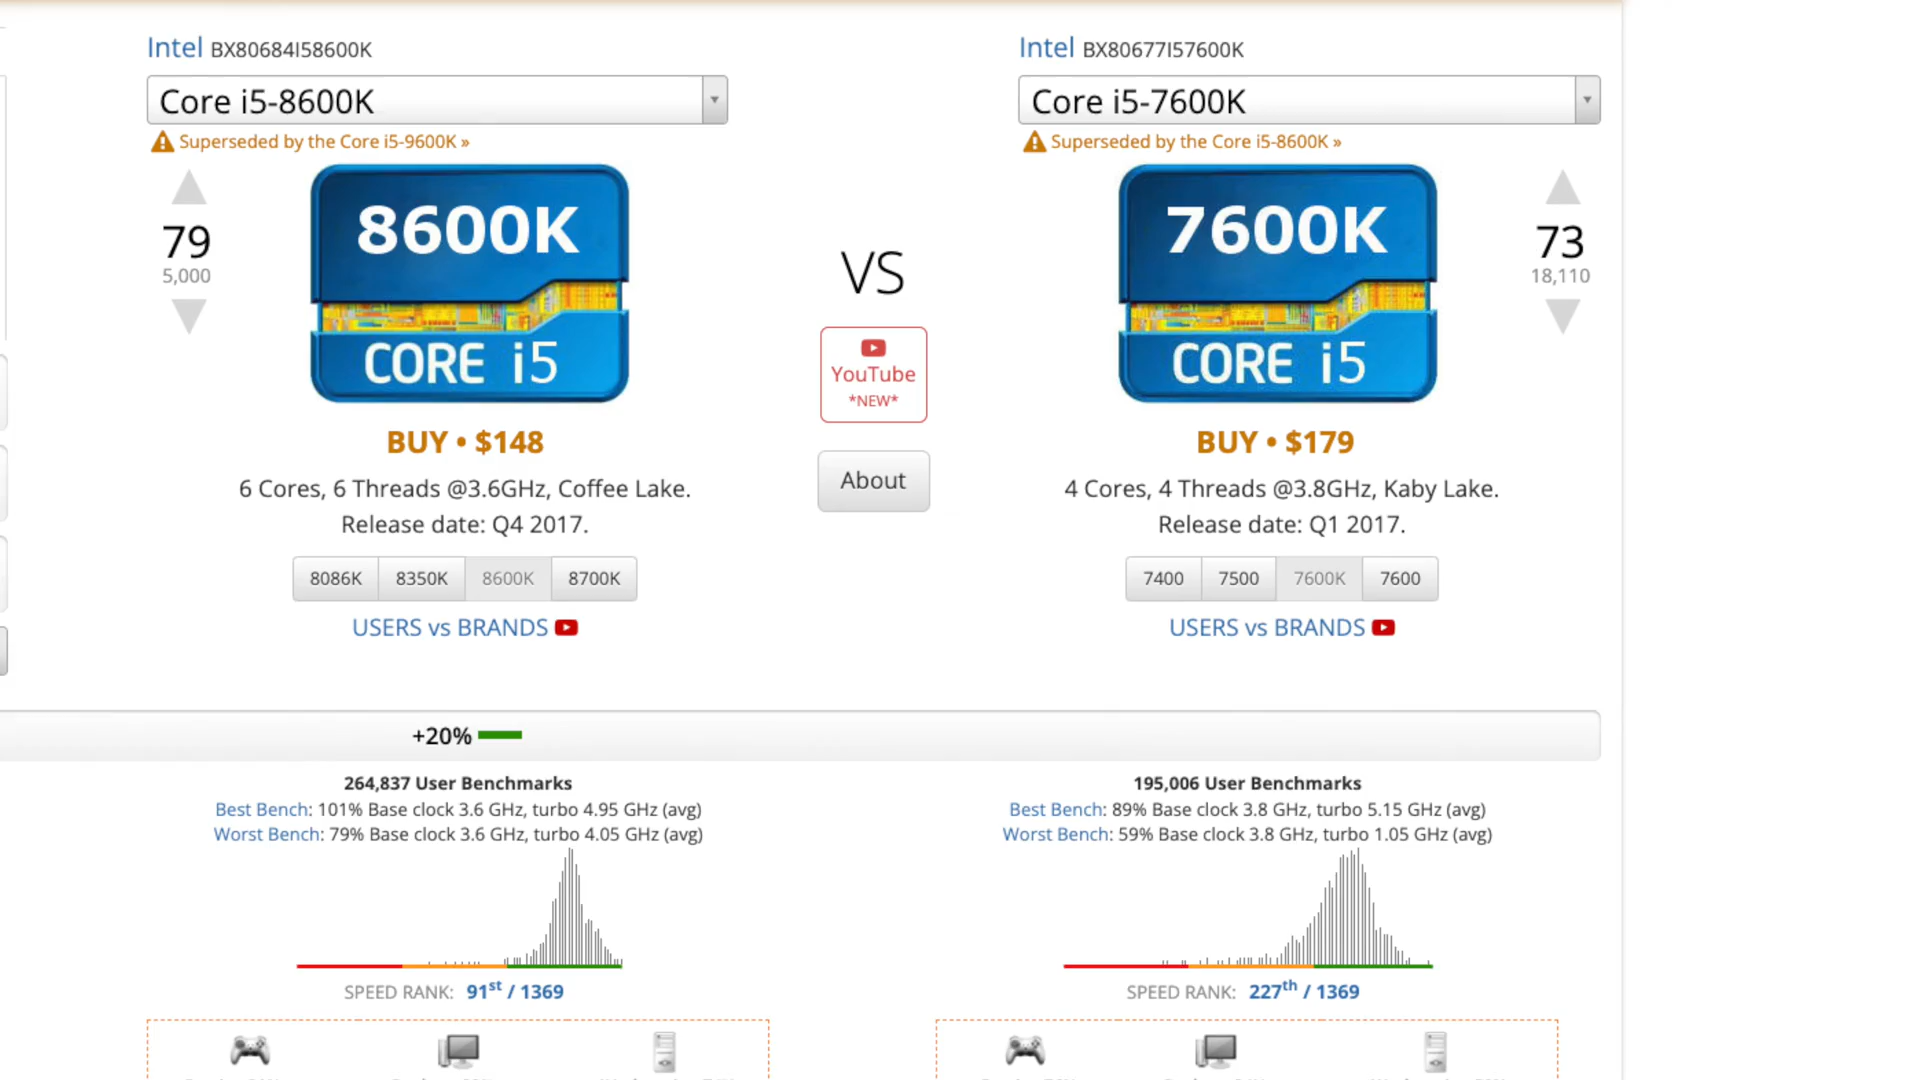 Intel BX80684I58600K
Core i5-8600K
Superseded by the Core i5-9600K »
79
5,000
8600K
CORE i5
BUY • $148
6 Cores, 6 Threads @3.6GHz, Coffee Lake.
Release date: Q4 2017.
8086K 8350K 8600K 8700K
USERS vs BRANDS
VS
YouTube
*NEW*
About
Intel BX80677I57600K
Core i5-7600K
Superseded by the Core i5-8600K »
73
18,110
7600K
CORE i5
BUY • $179
4 Cores, 4 Threads @3.8GHz, Kaby Lake.
Release date: Q1 2017.
7400 7500 7600K 7600
USERS vs BRANDS
+20%
264,837 User Benchmarks
Best Bench: 101% Base clock 3.6 GHz, turbo 4.95 GHz (avg)
Worst Bench: 79% Base clock 3.6 GHz, turbo 4.05 GHz (avg)
SPEED RANK: 91st / 1369
195,006 User Benchmarks
Best Bench: 89% Base clock 3.8 GHz, turbo 5.15 GHz (avg)
Worst Bench: 59% Base clock 3.8 GHz, turbo 1.05 GHz (avg)
SPEED RANK: 227th / 1369